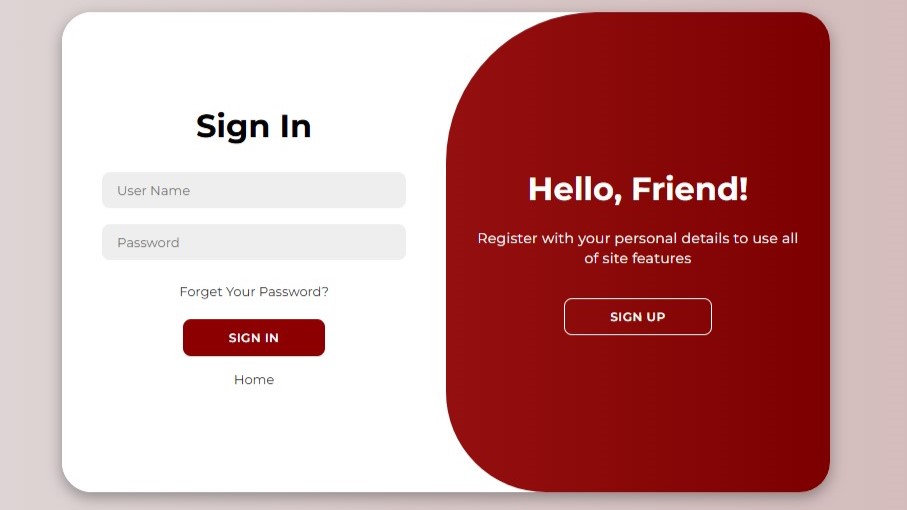 Sign In
User Name
Password
Forget Your Password?
SIGN IN
Home
Hello, Friend!
Register with your personal details to use all
of site features
SIGN UP